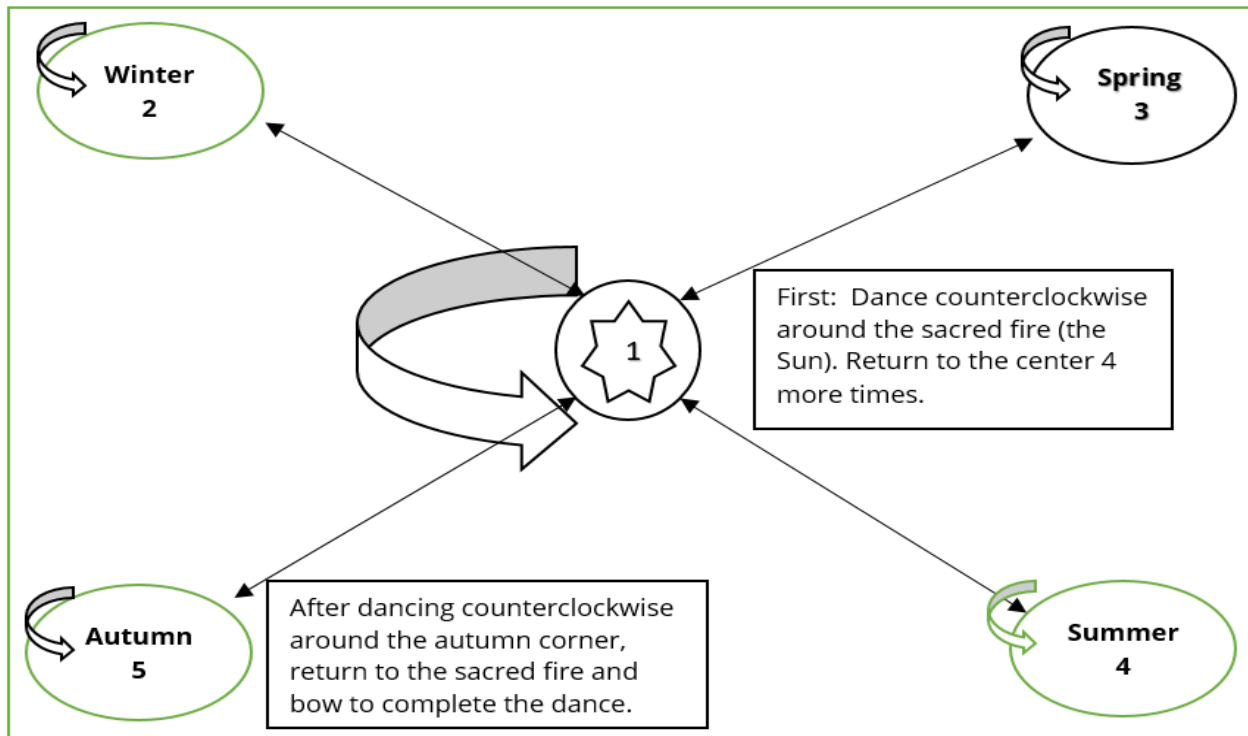 Winter
2
Spring
3
1
First:  Dance counterclockwise
around the sacred fire (the
Sun). Return to the center 4
more times.
Autumn
5
After dancing counterclockwise
around the autumn corner,
return to the sacred fire and
bow to complete the dance.
Summer
4